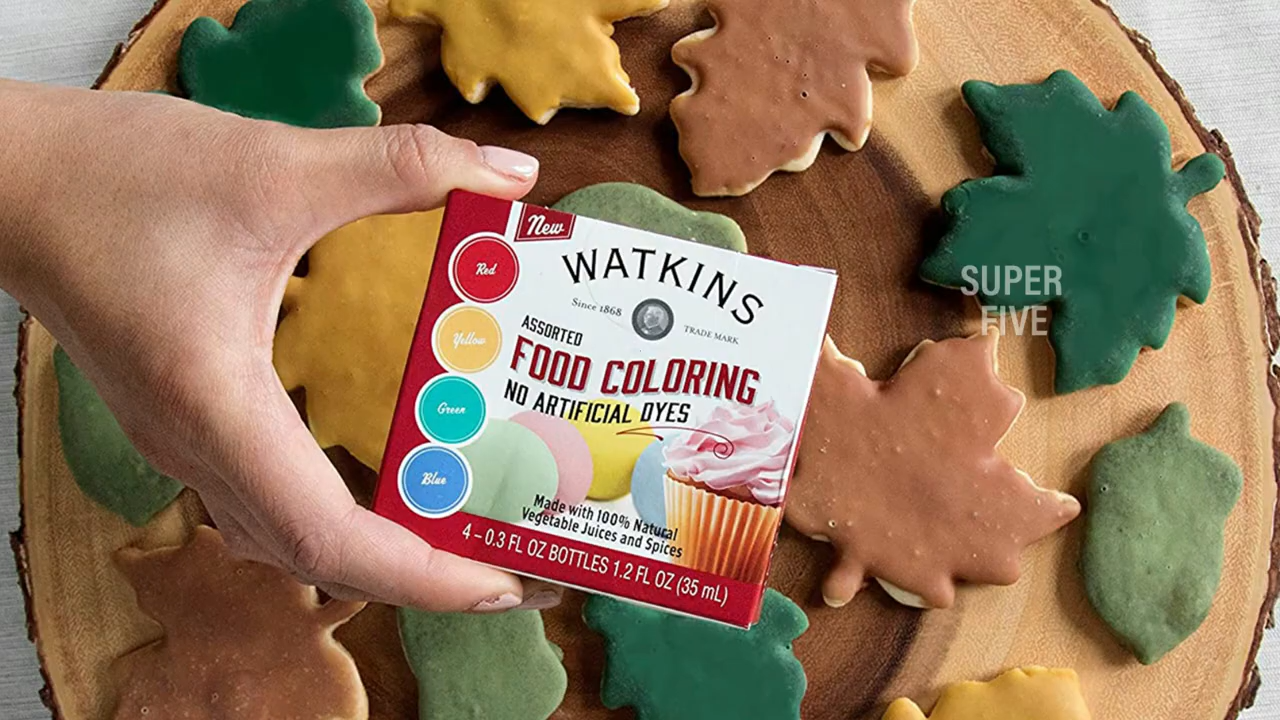 New
Red
Yellow
Green
Blue
WATKINS
Since 1868
TRADE MARK
ASSORTED
FOOD COLORING
NO ARTIFICIAL DYES
Made with 100% Natural
Vegetable Juices and Spices
4 – 0.3 FL OZ BOTTLES 1.2 FL OZ (35 mL)
SUPER
FIVE